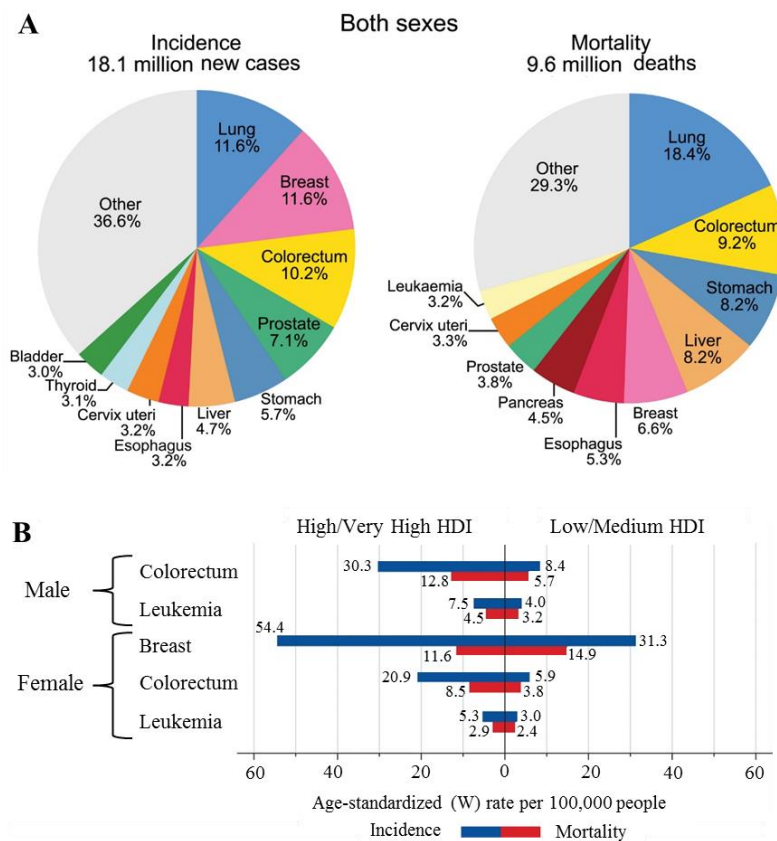 A
Both sexes
Incidence
18.1 million new cases
Lung
11.6%
Breast
11.6%
Colorectum
10.2%
Prostate
7.1%
Stomach
5.7%
Liver
4.7%
Esophagus
3.2%
Cervix uteri
3.2%
Thyroid
3.1%
Bladder
3.0%
Other
36.6%
Mortality
9.6 million deaths
Lung
18.4%
Colorectum
9.2%
Stomach
8.2%
Liver
8.2%
Breast
6.6%
Esophagus
5.3%
Pancreas
4.5%
Prostate
3.8%
Cervix uteri
3.3%
Leukaemia
3.2%
Other
29.3%
B
High/Very High HDI Low/Medium HDI
Male
Colorectum 30.3 8.4
12.8 5.7
Leukemia 7.5 4.0
4.5 3.2
Female
Breast 54.4 31.3
11.6 14.9
Colorectum 20.9 5.9
8.5 3.8
Leukemia 5.3 3.0
2.9 2.4
60 40 20 0 20 40 60
Age-standardized (W) rate per 100,000 people
Incidence Mortality